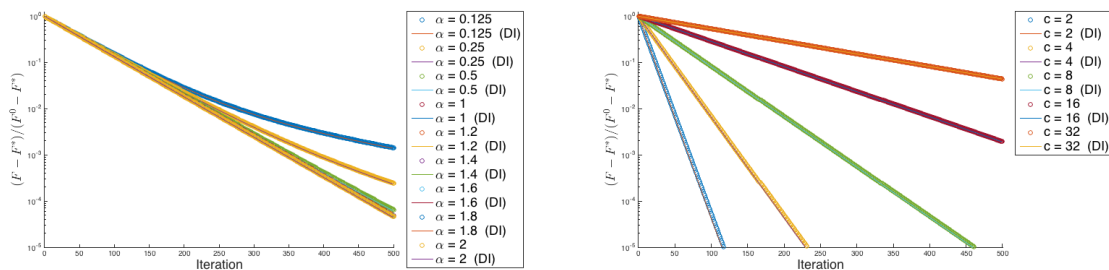 10^0
10^-1
10^-2
10^-3
10^-4
10^-5
(F − F*)/(F^0 − F*)
0 50 100 150 200 250 300 350 400 450 500
Iteration
α = 0.125
α = 0.125 (DI)
α = 0.25
α = 0.25 (DI)
α = 0.5
α = 0.5 (DI)
α = 1
α = 1 (DI)
α = 1.2
α = 1.2 (DI)
α = 1.4
α = 1.4 (DI)
α = 1.6
α = 1.6 (DI)
α = 1.8
α = 1.8 (DI)
α = 2
α = 2 (DI)
10^0
10^-1
10^-2
10^-3
10^-4
10^-5
(F − F*)/(F^0 − F*)
0 50 100 150 200 250 300 350 400 450 500
Iteration
c = 2
c = 2 (DI)
c = 4
c = 4 (DI)
c = 8
c = 8 (DI)
c = 16
c = 16 (DI)
c = 32
c = 32 (DI)